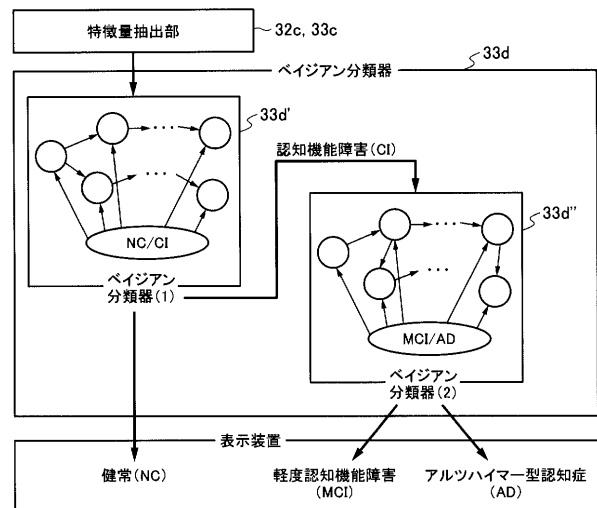 特徴量抽出部
32c, 33c
33d
ベイジアン分類器
33d'
認知機能障害(CI)
33d''
NC/CI
ベイジアン
分類器(1)
MCI/AD
ベイジアン
分類器(2)
表示装置
健常(NC)
軽度認知機能障害
(MCI)
アルツハイマー型認知症
(AD)